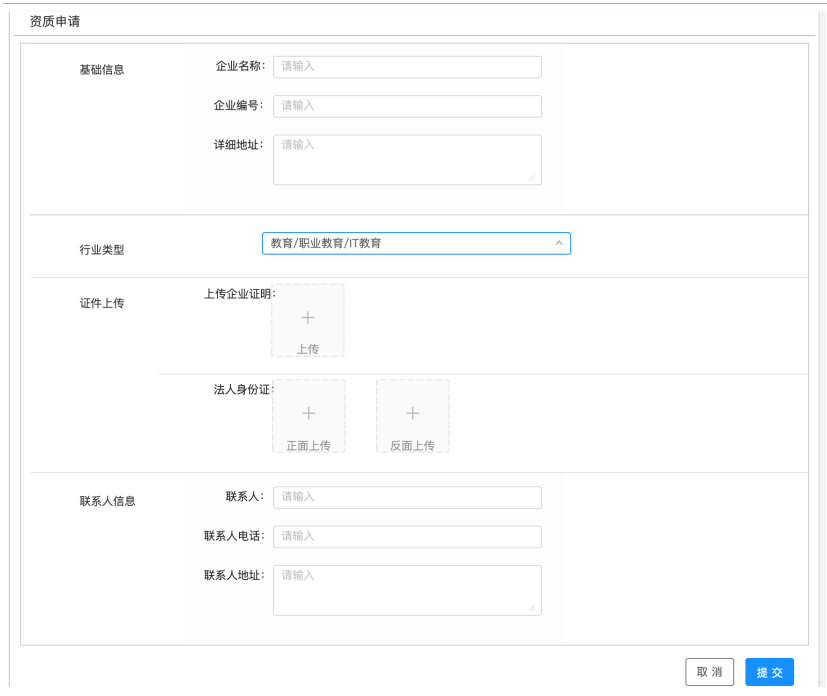 资质申请
基础信息
企业名称：
请输入
企业编号：
请输入
详细地址：
请输入
行业类型
教育/职业教育/IT教育
证件上传
上传企业证明：
上传
法人身份证：
正面上传
反面上传
联系人信息
联系人：
请输入
联系人电话：
请输入
联系人地址：
请输入
取 消
提 交